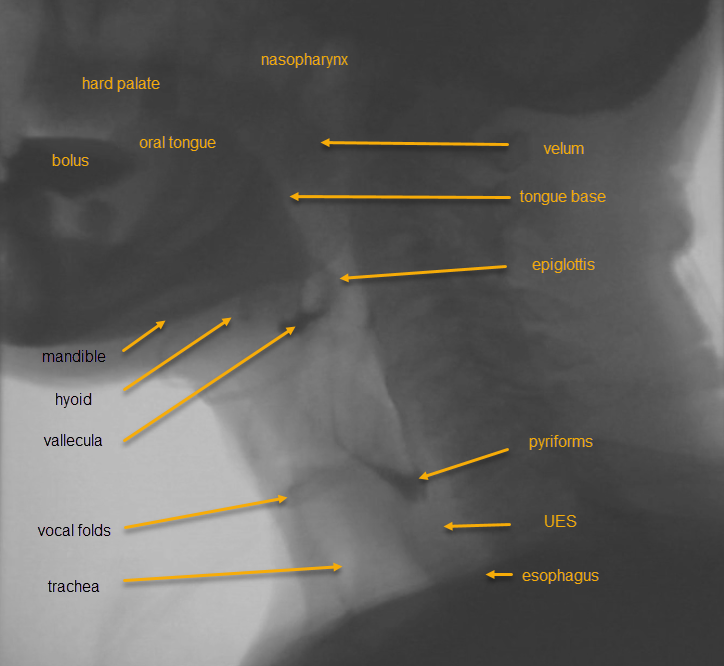 nasopharynx
hard palate
oral tongue
velum
bolus
tongue base
epiglottis
mandible
hyoid
vallecula
pyriforms
vocal folds
UES
trachea
esophagus